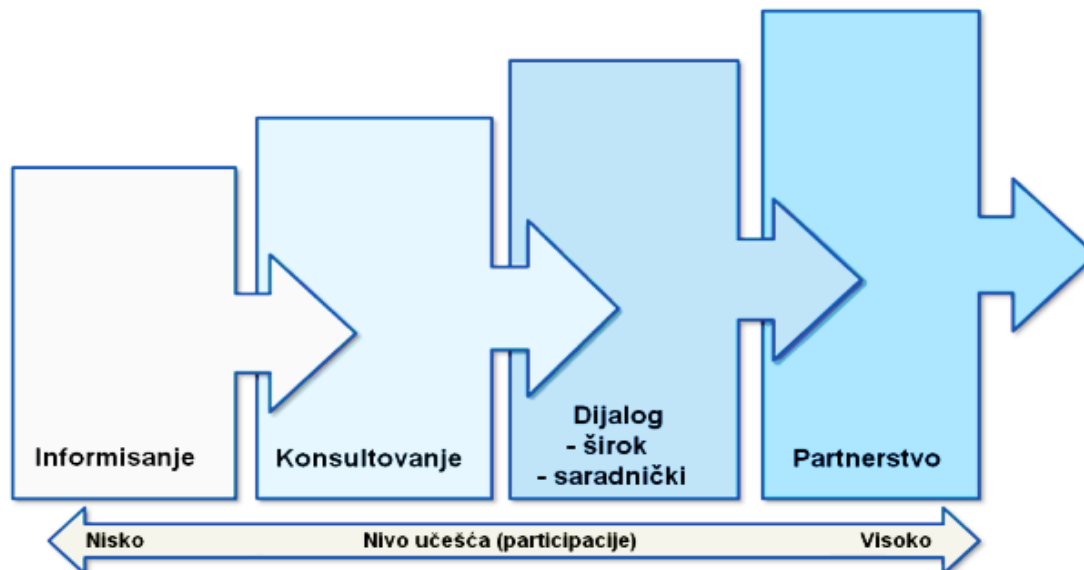 Informisanje
Konsultovanje
Dijalog
- širok
- saradnički
Partnerstvo
Nisko
Nivo učešća (participacije)
Visoko